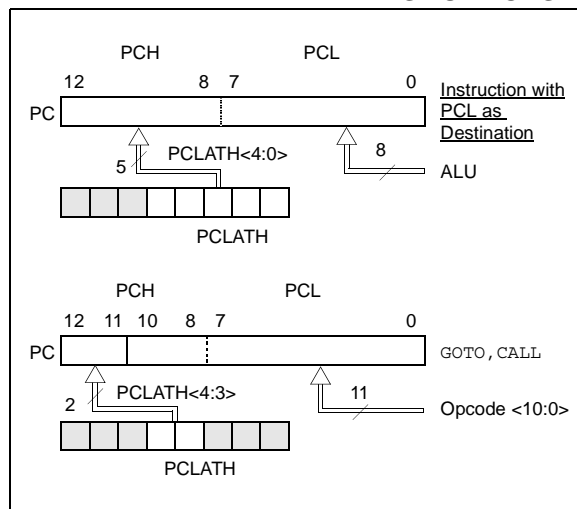 PCH PCL
12 8 7 0
Instruction with
PCL as
Destination
PC
5 PCLATH<4:0> 8
ALU
PCLATH
PCH PCL
12 11 10 8 7 0
PC GOTO, CALL
2 PCLATH<4:3> 11
Opcode <10:0>
PCLATH